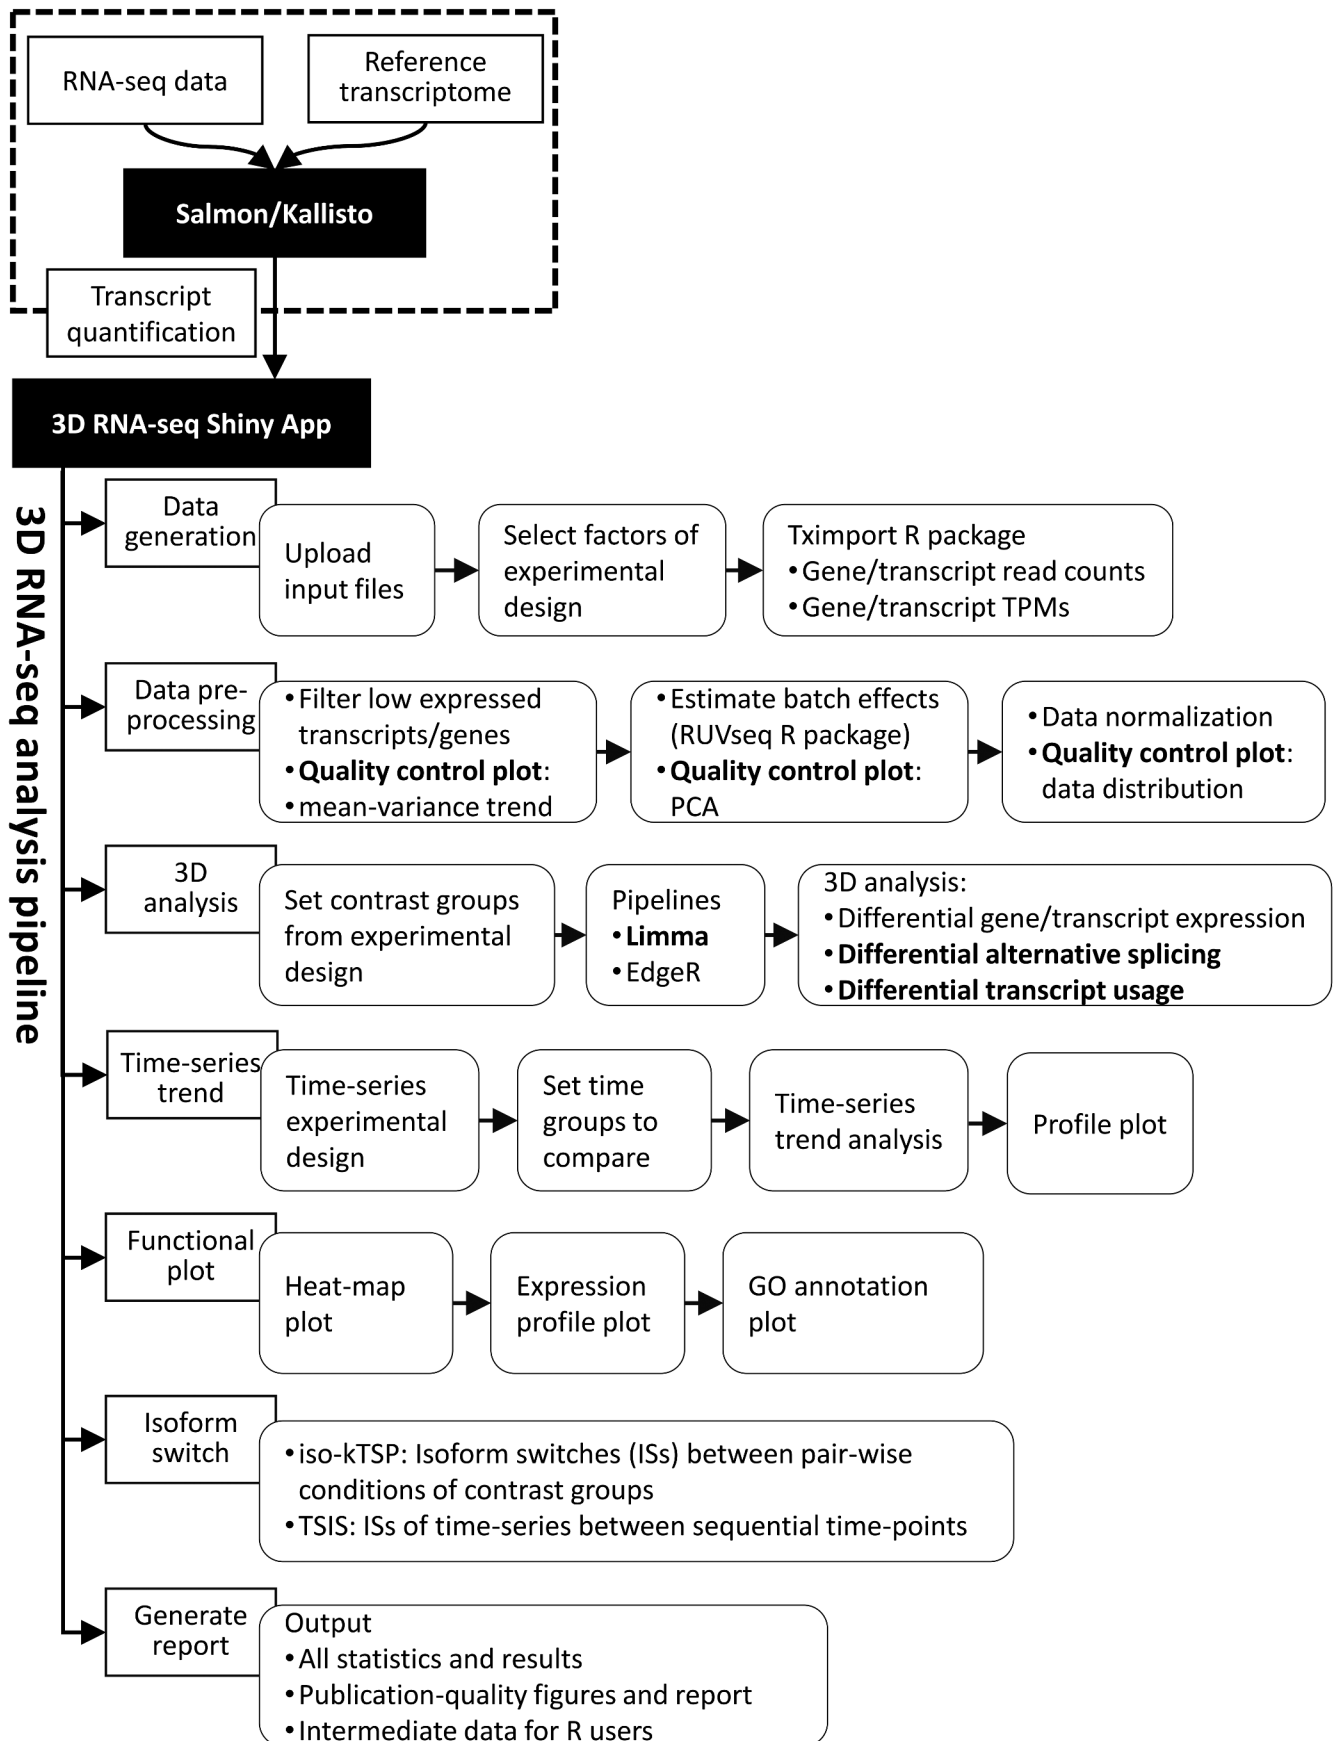 RNA-seq data
Reference
transcriptome
Salmon/Kallisto
Transcript
quantification
3D RNA-seq Shiny App
3D RNA-seq analysis pipeline
Data
generation
Upload
input files
Select factors of
experimental
design
Tximport R package
•Gene/transcript read counts
•Gene/transcript TPMs
Data pre-
processing
•Filter low expressed
transcripts/genes
•Quality control plot:
•mean-variance trend
•Estimate batch effects
(RUVseq R package)
•Quality control plot:
PCA
•Data normalization
•Quality control plot:
data distribution
3D
analysis
Set contrast groups
from experimental
design
Pipelines
•Limma
•EdgeR
3D analysis:
•Differential gene/transcript expression
•Differential alternative splicing
•Differential transcript usage
Time-series
trend
Time-series
experimental
design
Set time
groups to
compare
Time-series
trend analysis
Profile plot
Functional
plot
Heat-map
plot
Expression
profile plot
GO annotation
plot
Isoform
switch
•iso-kTSP: Isoform switches (ISs) between pair-wise
conditions of contrast groups
•TSIS: ISs of time-series between sequential time-points
Generate
report
Output
•All statistics and results
•Publication-quality figures and report
•Intermediate data for R users